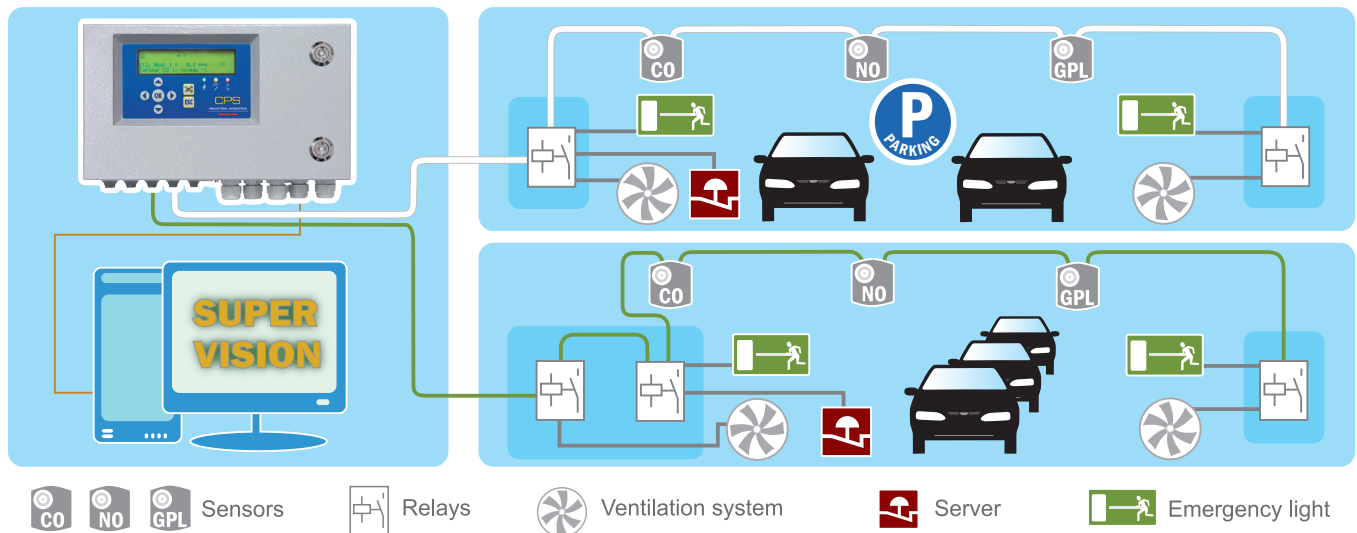 CPS
SUPER
VISION
CO
NO
GPL
P
PARKING
CO
NO
GPL
CO
NO
GPL
Sensors
Relays
Ventilation system
Server
Emergency light